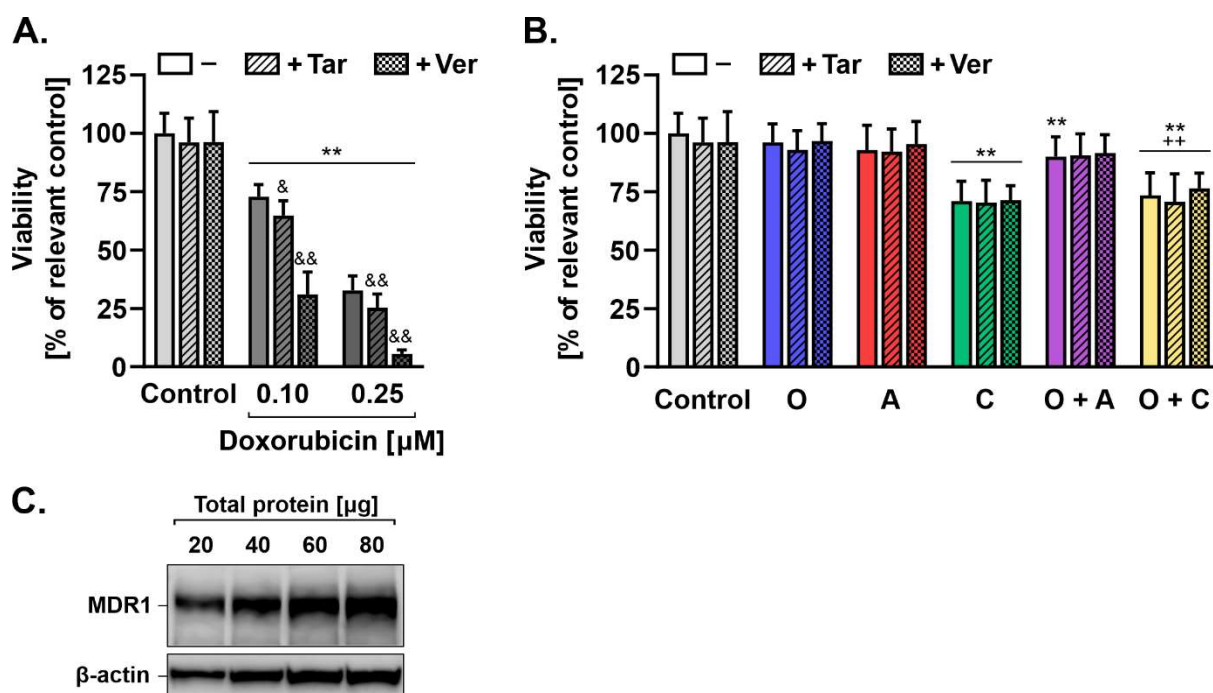 A.
– + Tar + Ver
Viability
[% of relevant control]
125
100
75
50
25
0
**
&
&&
&&
&&
Control 0.10 0.25
Doxorubicin [µM]
B.
– + Tar + Ver
Viability
[% of relevant control]
125
100
75
50
25
0
**
**
**
++
Control O A C O + A O + C
C.
Total protein [µg]
20 40 60 80
MDR1
β-actin